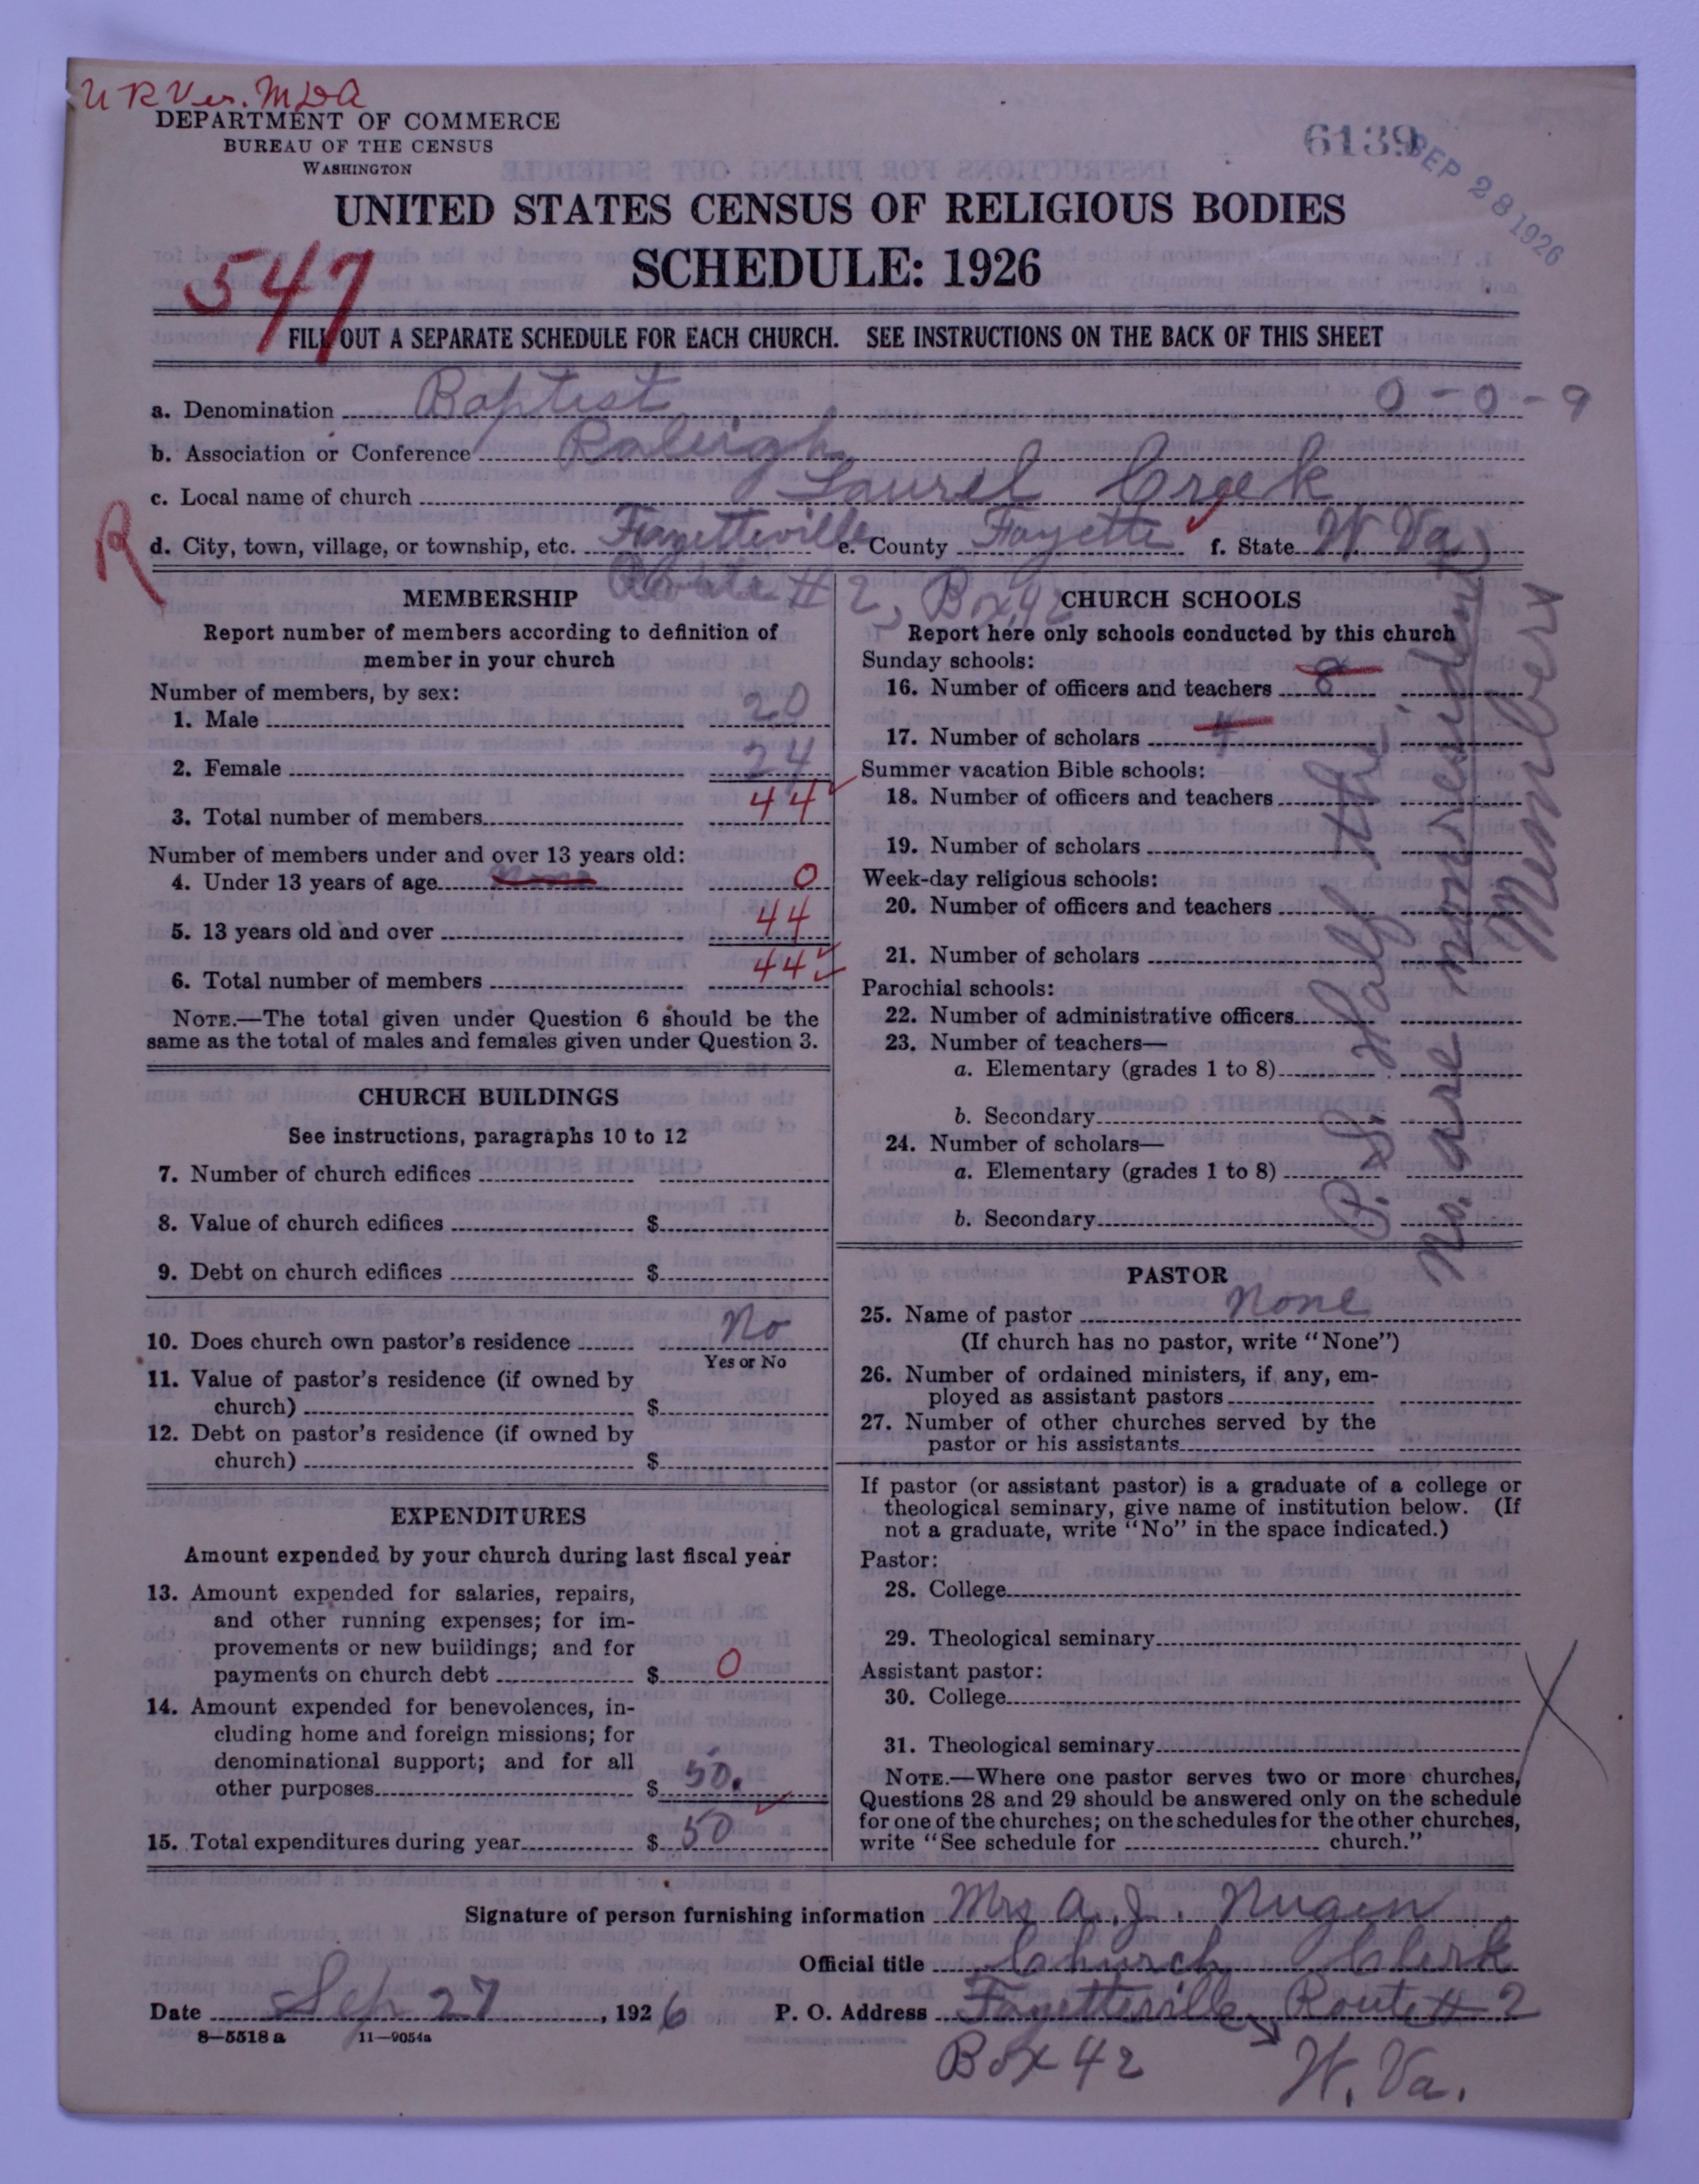 U R Ver. MDA
DEPARTMENT OF COMMERCE
BUREAU OF THE CENSUS
WASHINGTON
6139
SEP 28 1926
UNITED STATES CENSUS OF RELIGIOUS BODIES
SCHEDULE: 1926
547
FILL OUT A SEPARATE SCHEDULE FOR EACH CHURCH. SEE INSTRUCTIONS ON THE BACK OF THIS SHEET
a. Denomination Baptist 0-0-9
b. Association or Conference Raleigh
c. Local name of church Laurel Creek
R
d. City, town, village, or township, etc. Fayetteville e. County Fayette f. State W. Va
Route # 2, Box 42
MEMBERSHIP
Report number of members according to definition of
member in your church
Number of members, by sex:
1. Male 20
2. Female 24
3. Total number of members 44
Number of members under and over 13 years old:
4. Under 13 years of age none 0
5. 13 years old and over 44
6. Total number of members 44
NOTE.—The total given under Question 6 should be the
same as the total of males and females given under Question 3.
CHURCH BUILDINGS
See instructions, paragraphs 10 to 12
7. Number of church edifices
8. Value of church edifices $
9. Debt on church edifices $
10. Does church own pastor's residence No
Yes or No
11. Value of pastor's residence (if owned by
church) $
12. Debt on pastor's residence (if owned by
church) $
EXPENDITURES
Amount expended by your church during last fiscal year
13. Amount expended for salaries, repairs,
and other running expenses; for im-
provements or new buildings; and for
payments on church debt $ 0
14. Amount expended for benevolences, in-
cluding home and foreign missions; for
denominational support; and for all
other purposes $ 50.
15. Total expenditures during year $ 50
CHURCH SCHOOLS
Report here only schools conducted by this church
Sunday schools:
16. Number of officers and teachers
17. Number of scholars
Summer vacation Bible schools:
18. Number of officers and teachers
19. Number of scholars
Week-day religious schools:
20. Number of officers and teachers
21. Number of scholars
Parochial schools:
22. Number of administrative officers
23. Number of teachers—
a. Elementary (grades 1 to 8)
b. Secondary
24. Number of scholars—
a. Elementary (grades 1 to 8)
b. Secondary
P.S. Half this
no. are nonresident
Members
PASTOR
25. Name of pastor None
(If church has no pastor, write "None")
26. Number of ordained ministers, if any, em-
ployed as assistant pastors
27. Number of other churches served by the
pastor or his assistants
If pastor (or assistant pastor) is a graduate of a college or
theological seminary, give name of institution below. (If
not a graduate, write "No" in the space indicated.)
Pastor:
28. College
29. Theological seminary
Assistant pastor:
30. College
31. Theological seminary
NOTE.—Where one pastor serves two or more churches,
Questions 28 and 29 should be answered only on the schedule
for one of the churches; on the schedules for the other churches,
write "See schedule for church."
Signature of person furnishing information Mrs A. J. Nugen
Official title Church Clerk
Date Sep 27, 1926 P. O. Address Fayetteville Route # 2
8—5518 a 11—9054a
Box 42 W. Va.